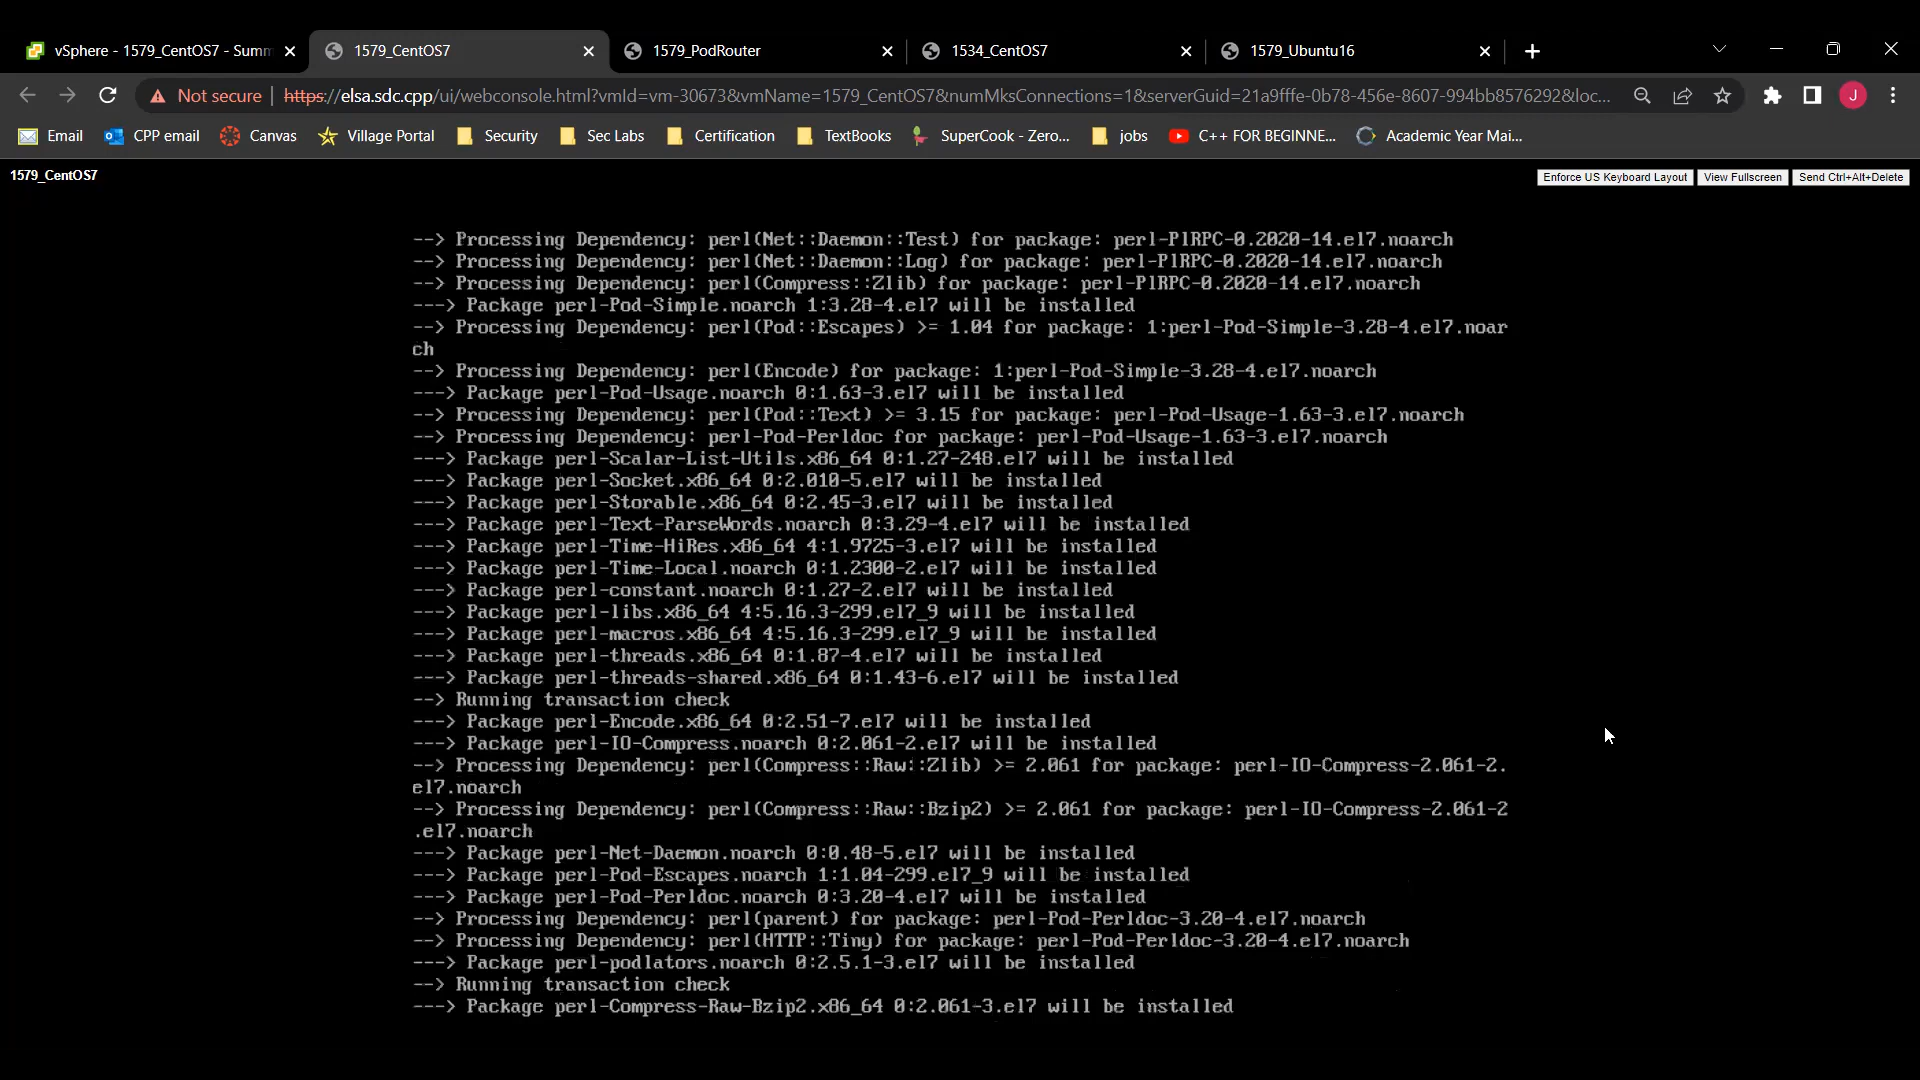 vSphere - 1579_CentOS7 - Summ
1579_CentOS7
1579_PodRouter
1534_CentOS7
1579_Ubuntu16
Not secure
https://elsa.sdc.cpp/ui/webconsole.html?vmId=vm-30673&vmName=1579_CentOS7&numMksConnections=1&serverGuid=21a9fffe-0b78-456e-8607-994bb8576292&loc...
J
Email
CPP email
Canvas
Village Portal
Security
Sec Labs
Certification
TextBooks
SuperCook - Zero...
jobs
C++ FOR BEGINNE...
Academic Year Mai...
1579_CentOS7
Enforce US Keyboard Layout
View Fullscreen
Send Ctrl+Alt+Delete
--> Processing Dependency: perl(Net::Daemon::Test) for package: perl-PlRPC-0.2020-14.el7.noarch
--> Processing Dependency: perl(Net::Daemon::Log) for package: perl-PlRPC-0.2020-14.el7.noarch
--> Processing Dependency: perl(Compress::Zlib) for package: perl-PlRPC-0.2020-14.el7.noarch
---> Package perl-Pod-Simple.noarch 1:3.28-4.el7 will be installed
--> Processing Dependency: perl(Pod::Escapes) >= 1.04 for package: 1:perl-Pod-Simple-3.28-4.el7.noar
ch
--> Processing Dependency: perl(Encode) for package: 1:perl-Pod-Simple-3.28-4.el7.noarch
---> Package perl-Pod-Usage.noarch 0:1.63-3.el7 will be installed
--> Processing Dependency: perl(Pod::Text) >= 3.15 for package: perl-Pod-Usage-1.63-3.el7.noarch
--> Processing Dependency: perl-Pod-Perldoc for package: perl-Pod-Usage-1.63-3.el7.noarch
---> Package perl-Scalar-List-Utils.x86_64 0:1.27-248.el7 will be installed
---> Package perl-Socket.x86_64 0:2.010-5.el7 will be installed
---> Package perl-Storable.x86_64 0:2.45-3.el7 will be installed
---> Package perl-Text-ParseWords.noarch 0:3.29-4.el7 will be installed
---> Package perl-Time-HiRes.x86_64 4:1.9725-3.el7 will be installed
---> Package perl-Time-Local.noarch 0:1.2300-2.el7 will be installed
---> Package perl-constant.noarch 0:1.27-2.el7 will be installed
---> Package perl-libs.x86_64 4:5.16.3-299.el7_9 will be installed
---> Package perl-macros.x86_64 4:5.16.3-299.el7_9 will be installed
---> Package perl-threads.x86_64 0:1.87-4.el7 will be installed
---> Package perl-threads-shared.x86_64 0:1.43-6.el7 will be installed
--> Running transaction check
---> Package perl-Encode.x86_64 0:2.51-7.el7 will be installed
---> Package perl-IO-Compress.noarch 0:2.061-2.el7 will be installed
--> Processing Dependency: perl(Compress::Raw::Zlib) >= 2.061 for package: perl-IO-Compress-2.061-2.
el7.noarch
--> Processing Dependency: perl(Compress::Raw::Bzip2) >= 2.061 for package: perl-IO-Compress-2.061-2
.el7.noarch
---> Package perl-Net-Daemon.noarch 0:0.48-5.el7 will be installed
---> Package perl-Pod-Escapes.noarch 1:1.04-299.el7_9 will be installed
---> Package perl-Pod-Perldoc.noarch 0:3.20-4.el7 will be installed
--> Processing Dependency: perl(parent) for package: perl-Pod-Perldoc-3.20-4.el7.noarch
--> Processing Dependency: perl(HTTP::Tiny) for package: perl-Pod-Perldoc-3.20-4.el7.noarch
---> Package perl-podlators.noarch 0:2.5.1-3.el7 will be installed
--> Running transaction check
---> Package perl-Compress-Raw-Bzip2.x86_64 0:2.061-3.el7 will be installed